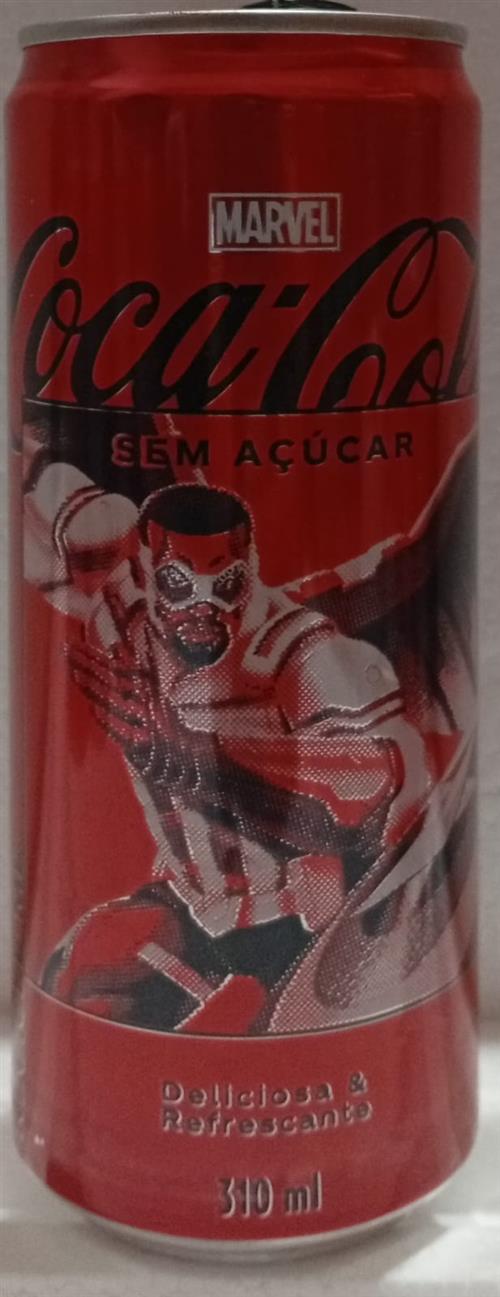 MARVEL
Coca-Cola
SEM AÇÚCAR
Deliciosa &
Refrescante
310 ml